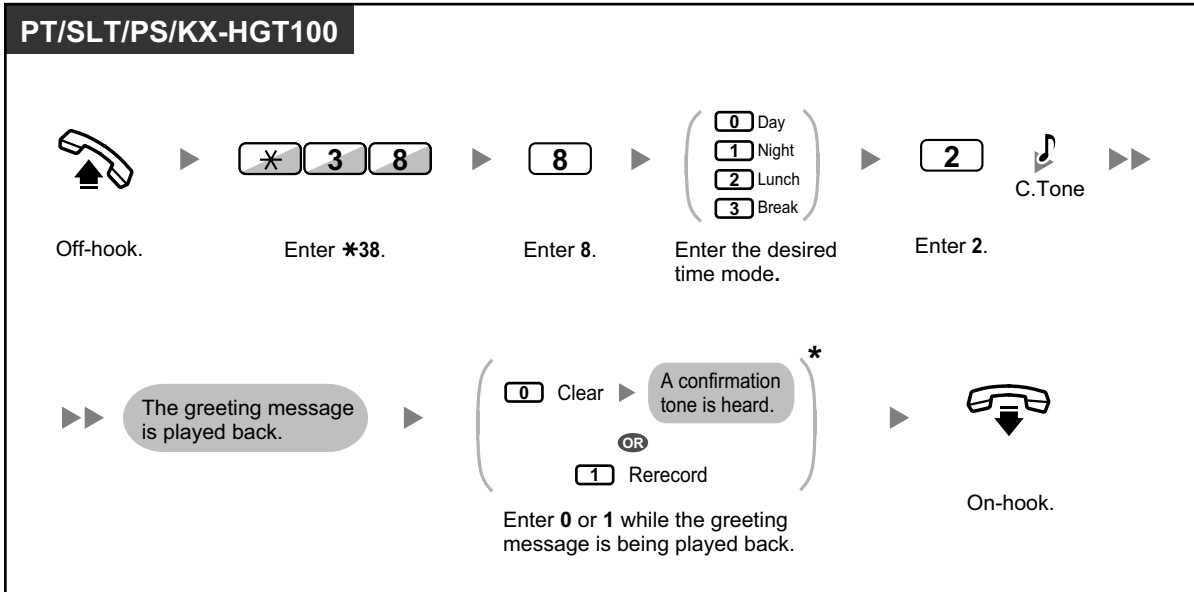 PT/SLT/PS/KX-HGT100
0 Day
1 Night
2 Lunch
3 Break
✳ 3 8
8
2
C.Tone
Off-hook.
Enter ✳38.
Enter 8.
Enter the desired
time mode.
Enter 2.
The greeting message
is played back.
0 Clear
A confirmation
tone is heard.
*
OR
1 Rerecord
Enter 0 or 1 while the greeting
message is being played back.
On-hook.